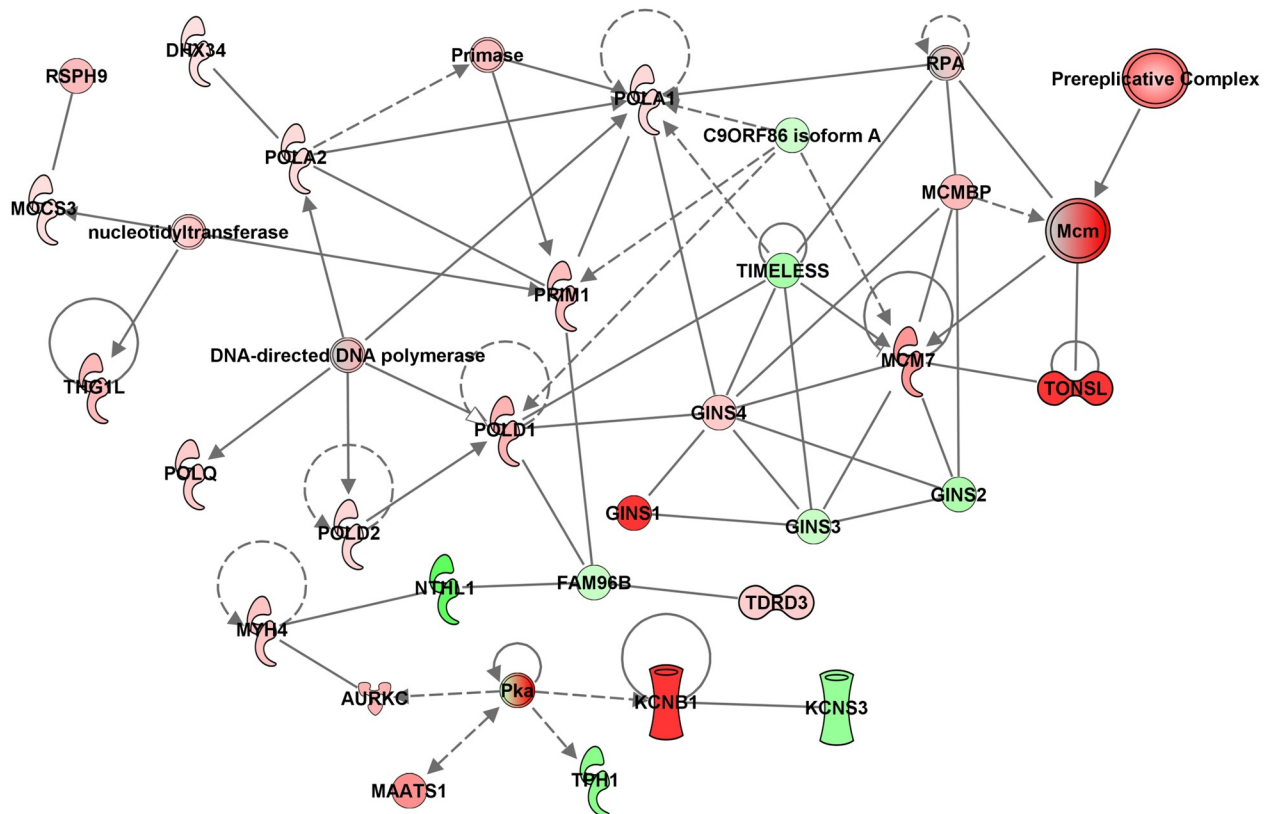 DHX34
Primase
RPA
RSPH9
Prereplicative Complex
POLA1
C9ORF86 isoform A
POLA2
MCMBP
MOCS3
nucleotidyltransferase
Mcm
TIMELESS
PRIM1
DNA-directed DNA polymerase
MCM7
THG1L
TONSL
GINS4
POLD1
POLQ
GINS2
GINS1
GINS3
POLD2
NTHL1
FAM96B
TDRD3
MYH4
Pka
AURKC
KCNB1
KCNS3
TPH1
MAATS1